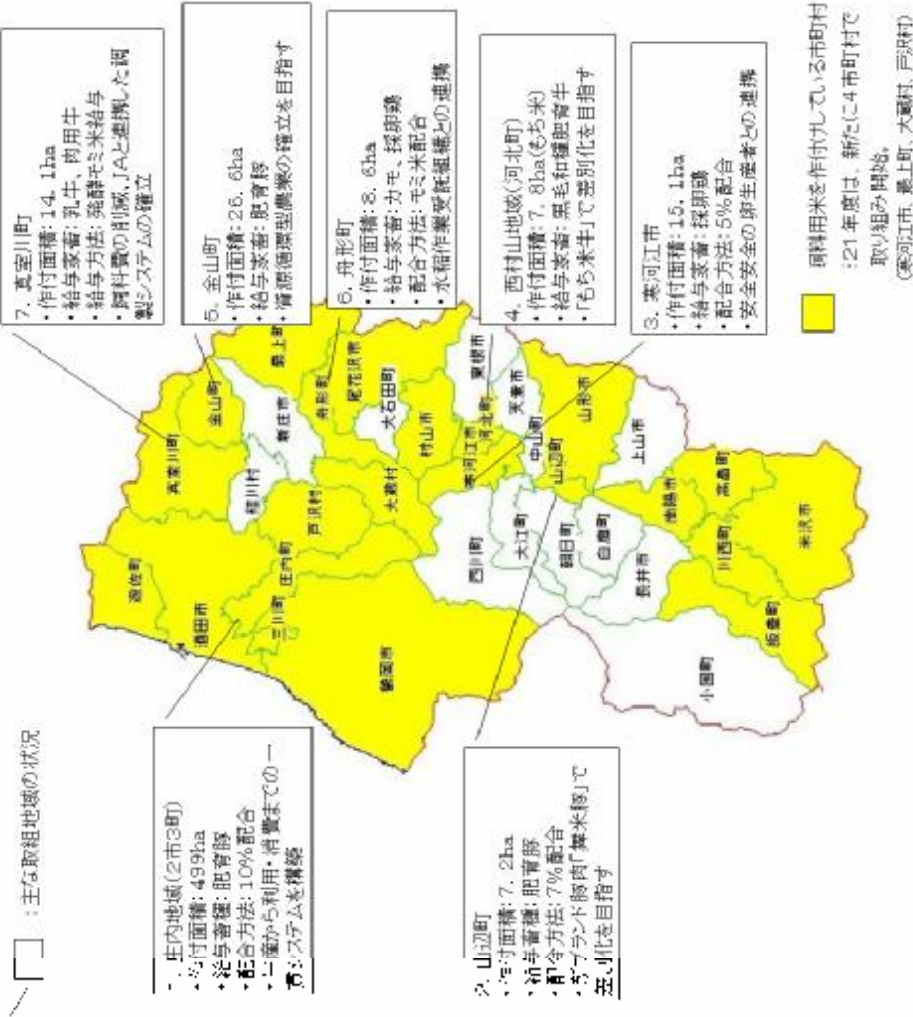 ：主な取組地域の状況
庄内地域（2市3町）
作付面積：499ha
・給与畜種：肥育豚
・配合方法：10%配合
産から利用・消費までの一
貫システムを構築
2．山辺町
・作付面積：7．2ha
・給与畜種：肥育豚
・配合方法：7%配合
ブランド豚肉「舞米豚」で
差別化を目指す
7．真室川町
・作付面積：14．1ha
・給与家畜：乳牛、肉用牛
・給与方法：発酵モミ米給与
・飼料費の削減、JAと連携した調
製システムの確立
5．金山町
・作付面積：26．6ha
・給与家畜：肥育豚
・資源循環型農業の確立を目指す
6．舟形町
・作付面積：8．6ha
・給与家畜：カモ、採卵鶏
・配合方法：モミ米配合
・水稲作業受託組織との連携
4．西村山地域（河北町）
・作付面積：7．8ha（もち米）
・給与家畜：黒毛和種肥育牛
・「もち米牛」で差別化を目指す
3．寒河江市
・作付面積：15．1ha
・給与家畜：採卵鶏
・配合方法：5%配合
・安全安全の卵生産者との連携
飼料用米を作付けしている市町村
：21年度は、新たに4市町村で
取り組み開始。
（寒河江市、最上町、大蔵村、戸沢村）
遊佐町
酒田市
庄内町
三川町
鶴岡市
真室川町
金山町
最上町
新庄市
鮭川村
戸沢村
舟形町
大蔵村
尾花沢市
大石田町
村山市
東根市
河北町
寒河江市
天童市
西川町
中山町
山辺町
山形市
大江町
朝日町
白鷹町
上山市
長井市
南陽市
高畠町
川西町
米沢市
飯豊町
小国町